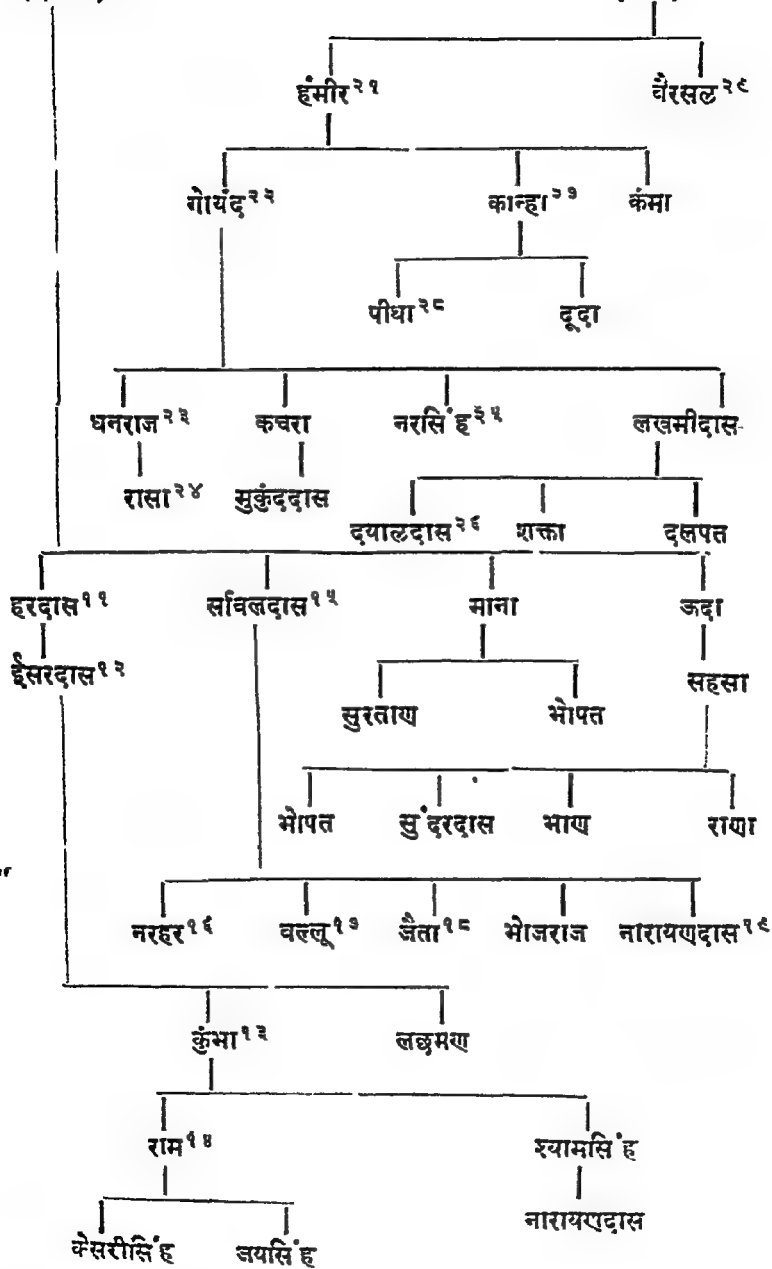 हंमीर२१ वैरसल२९
गोयंद२२ कान्हा२७ कंमा
पीथा२८ दूदा
धनराज२३ कचरा नरसिंह२५ लखमीदास
रासा२४ मुकुंददास
दयालदास२६ शक्ता दलपत
हरदास११ सांवलदास१५ माना ऊदा
ईसरदास१२ सहसा
सुरताण भोपत
भोपत सुंदरदास भाण राणा
नरहर१६ वल्लू१७ जैता१८ भोजराज नारायणदास१९
कुंभा१३ लछमण
राम१४ श्यामसिंह
केसरीसिंह जयसिंह नारायणदास